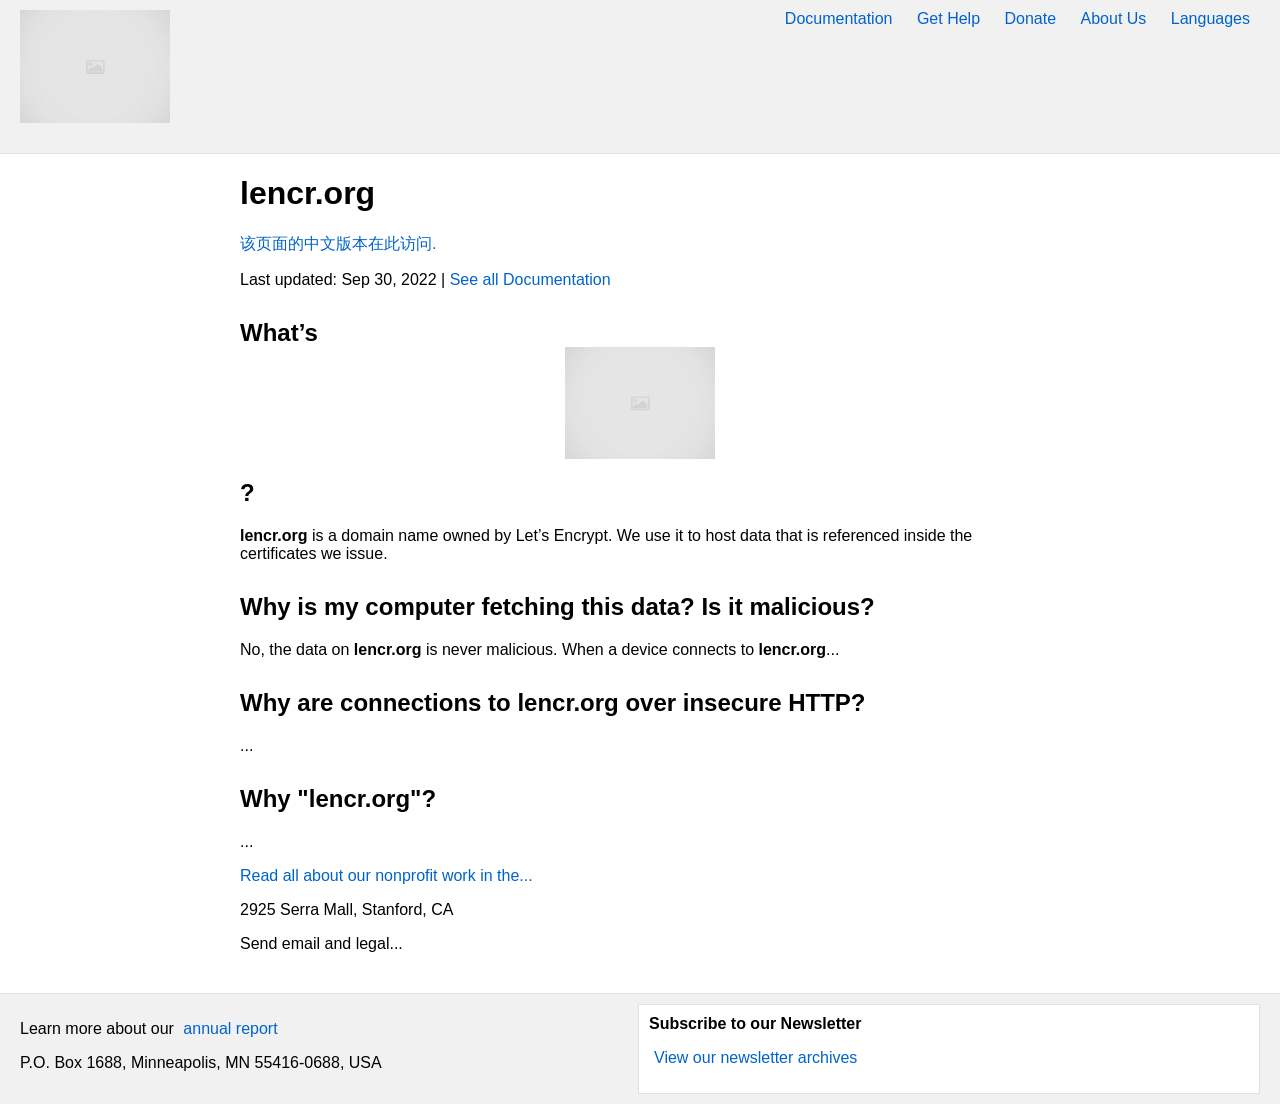 Documentation Get Help Donate About Us Languages
lencr.org
该页面的中文版本在此访问.
Last updated: Sep 30, 2022 | See all Documentation
What’s
?
lencr.org is a domain name owned by Let’s Encrypt. We use it to host data that is referenced inside the
certificates we issue.
Why is my computer fetching this data? Is it malicious?
No, the data on lencr.org is never malicious. When a device connects to lencr.org...
Why are connections to lencr.org over insecure HTTP?
...
Why "lencr.org"?
...
Read all about our nonprofit work in the...
2925 Serra Mall, Stanford, CA
Send email and legal...
Learn more about our annual report
P.O. Box 1688, Minneapolis, MN 55416-0688, USA
Subscribe to our Newsletter
View our newsletter archives